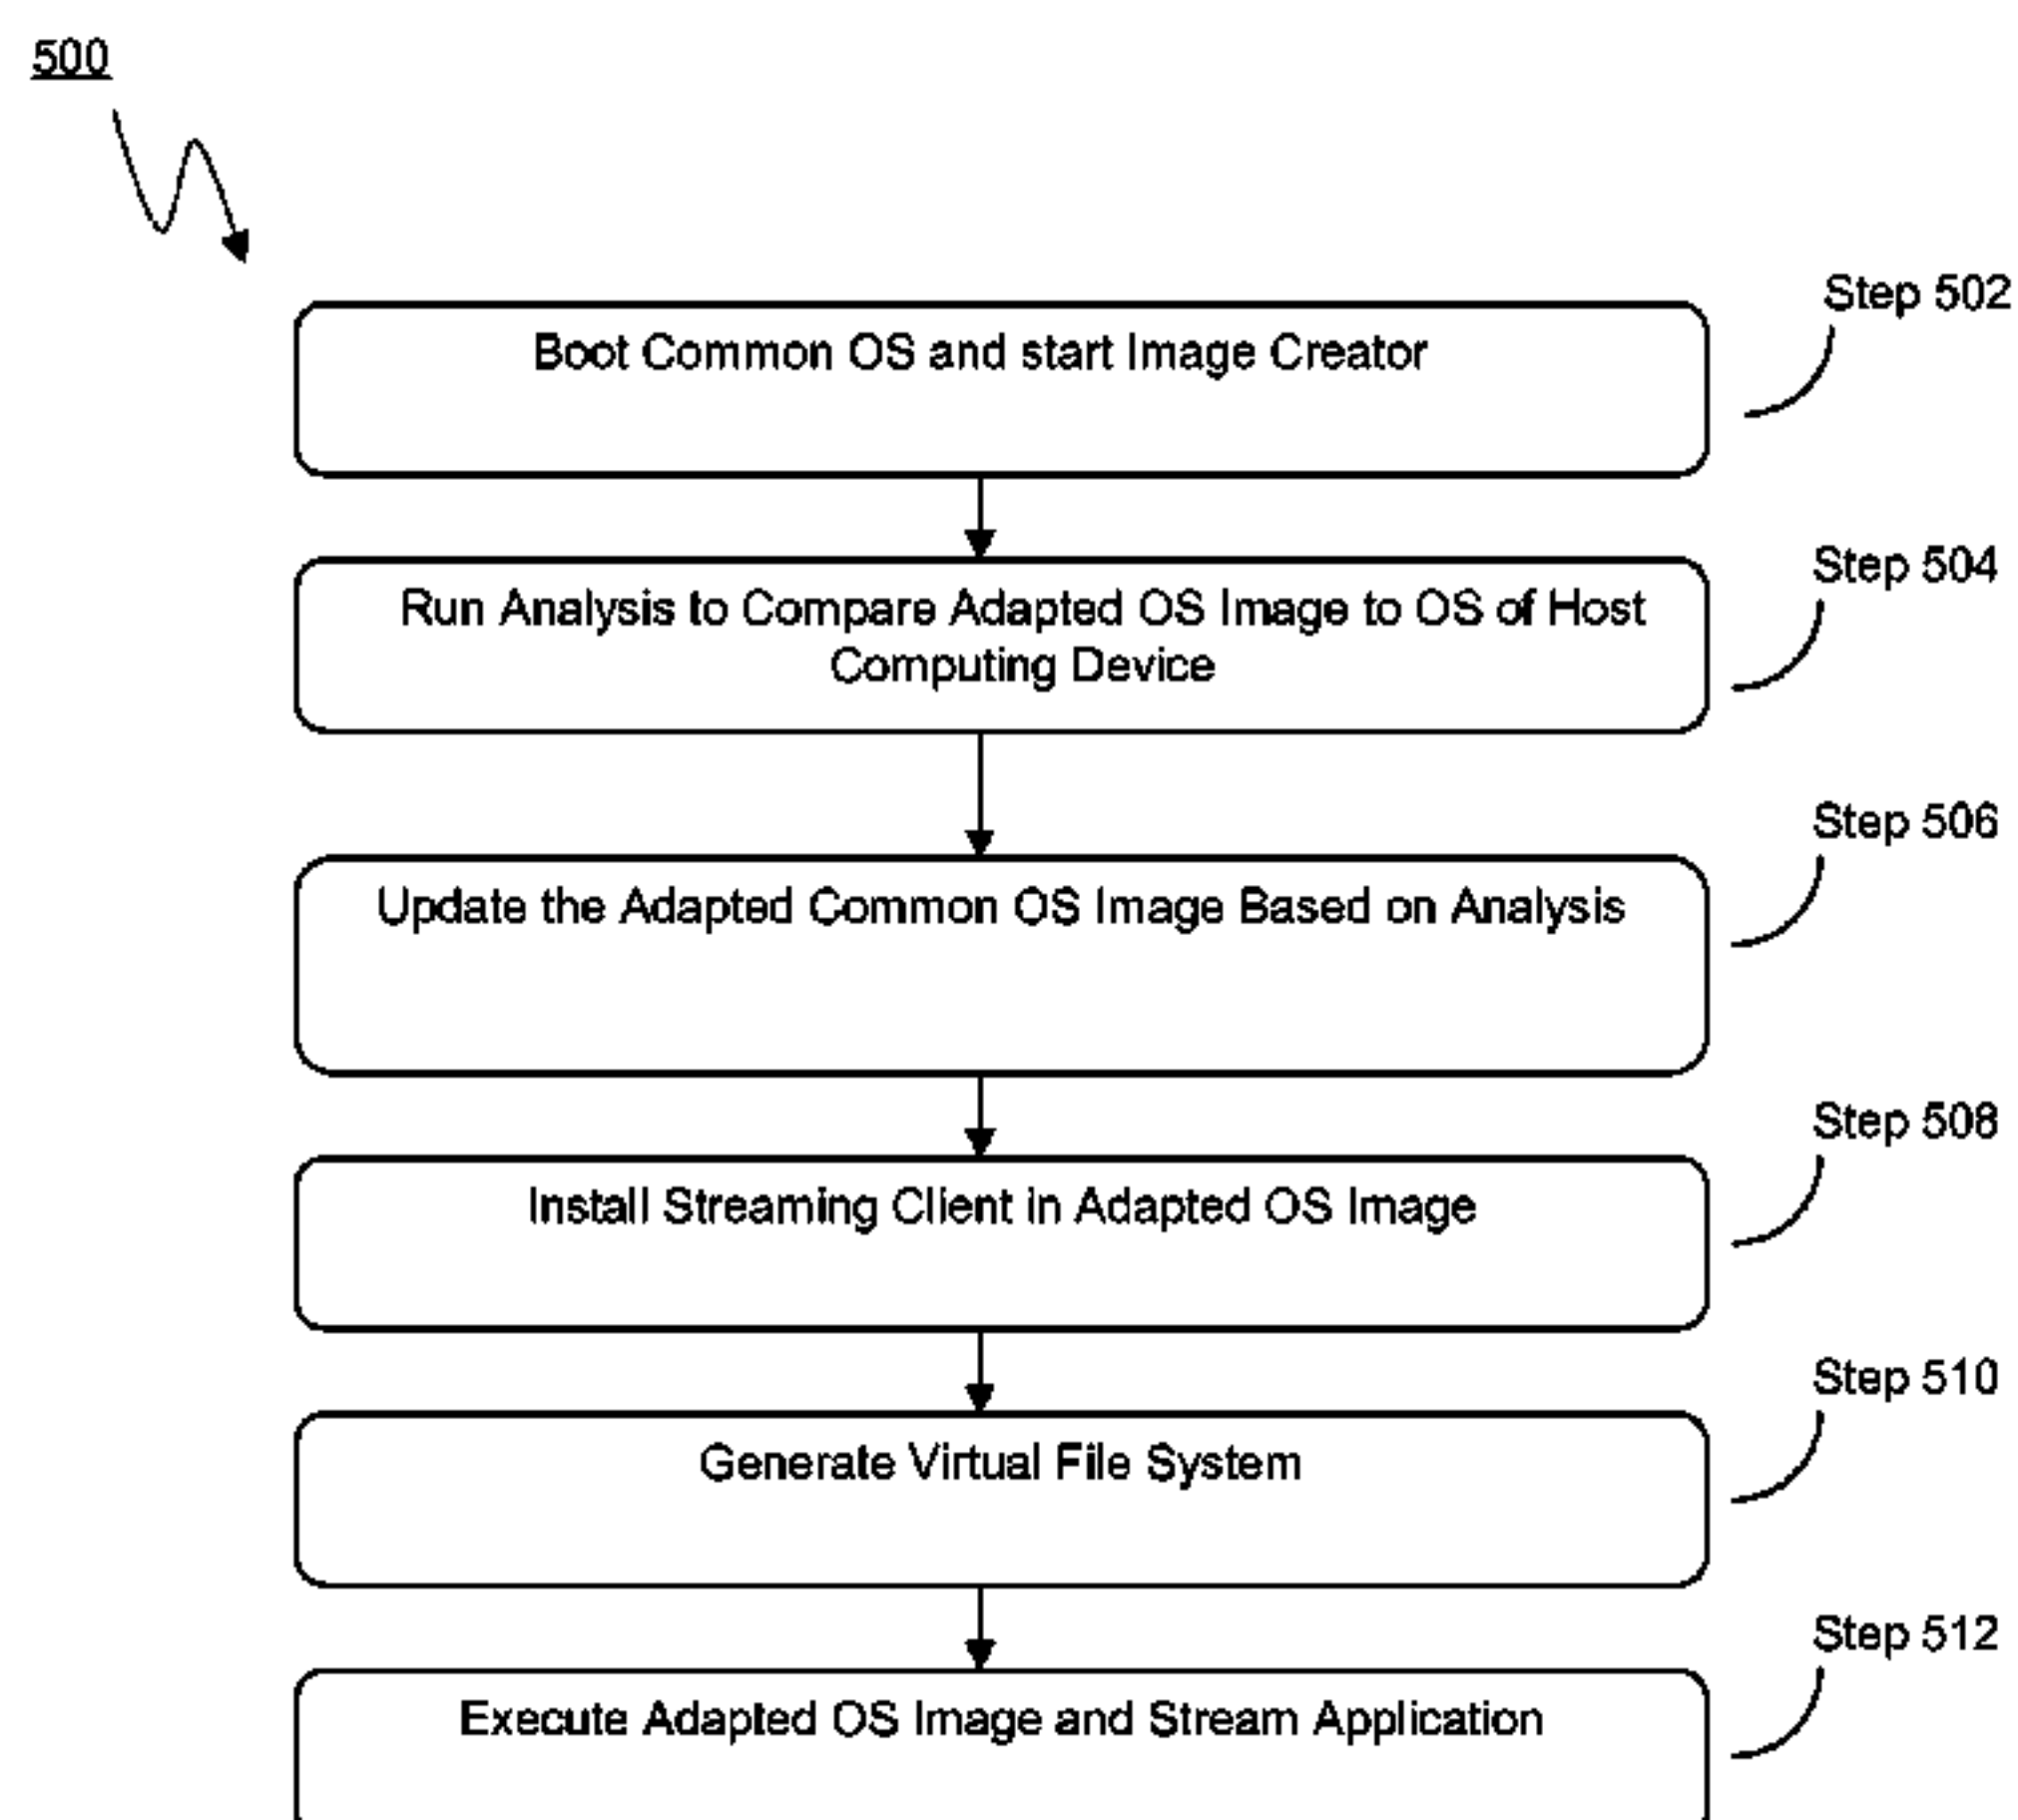 500
Step 502
Boot Common OS and start Image Creator
Step 504
Run Analysis to Compare Adapted OS Image to OS of Host
Computing Device
Step 506
Update the Adapted Common OS Image Based on Analysis
Step 508
Install Streaming Client in Adapted OS Image
Step 510
Generate Virtual File System
Step 512
Execute Adapted OS Image and Stream Application